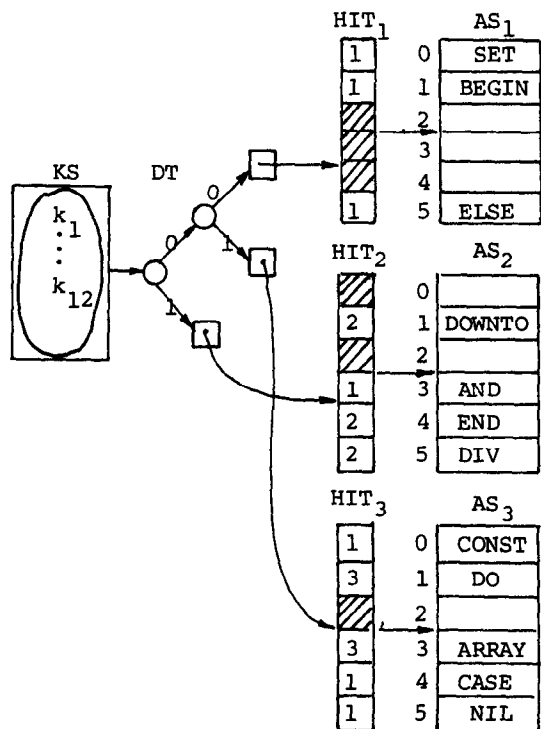 HIT1 AS1
1 0 SET
1 1 BEGIN
2
3
4
1 5 ELSE
KS DT
k1
k12
0
0
1
1
HIT2 AS2
0
2 1 DOWNTO
2
1 3 AND
2 4 END
2 5 DIV
HIT3 AS3
1 0 CONST
3 1 DO
2
3 3 ARRAY
1 4 CASE
1 5 NIL